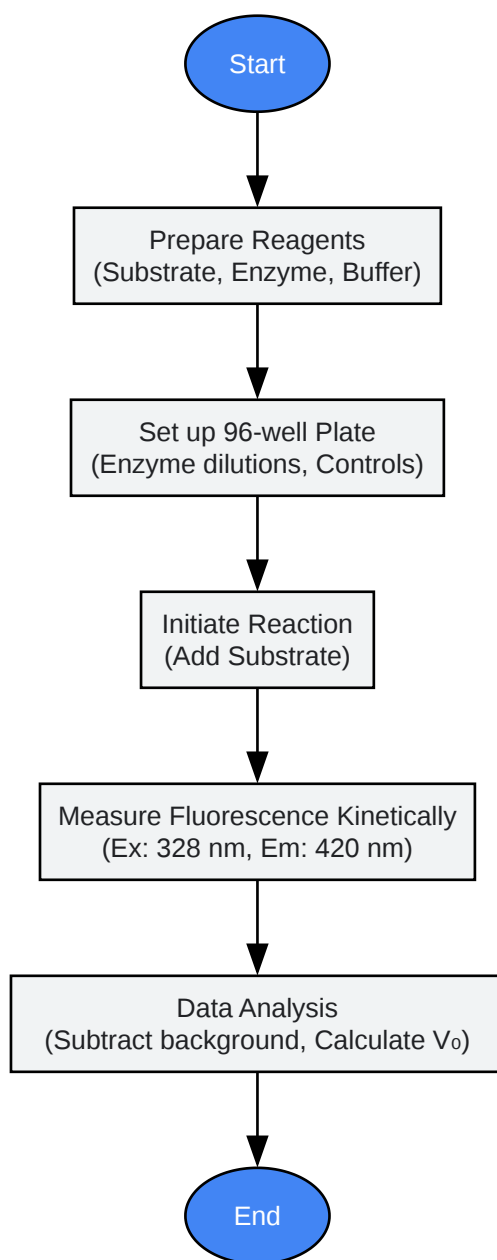 Start
Prepare Reagents
(Substrate, Enzyme, Buffer)
Set up 96-well Plate
(Enzyme dilutions, Controls)
Initiate Reaction
(Add Substrate)
Measure Fluorescence Kinetically
(Ex: 328 nm, Em: 420 nm)
Data Analysis
(Subtract background, Calculate V₀)
End